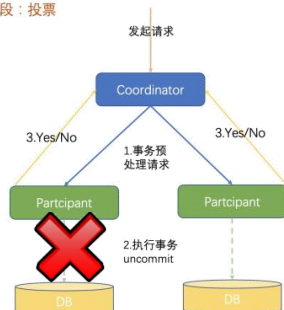 段：投票
发起请求
Coordinator
3.Yes/No
3.Yes/No
1.事务预
处理请求
Partcipant
Partcipant
2.执行事务
uncommit
DB
DB